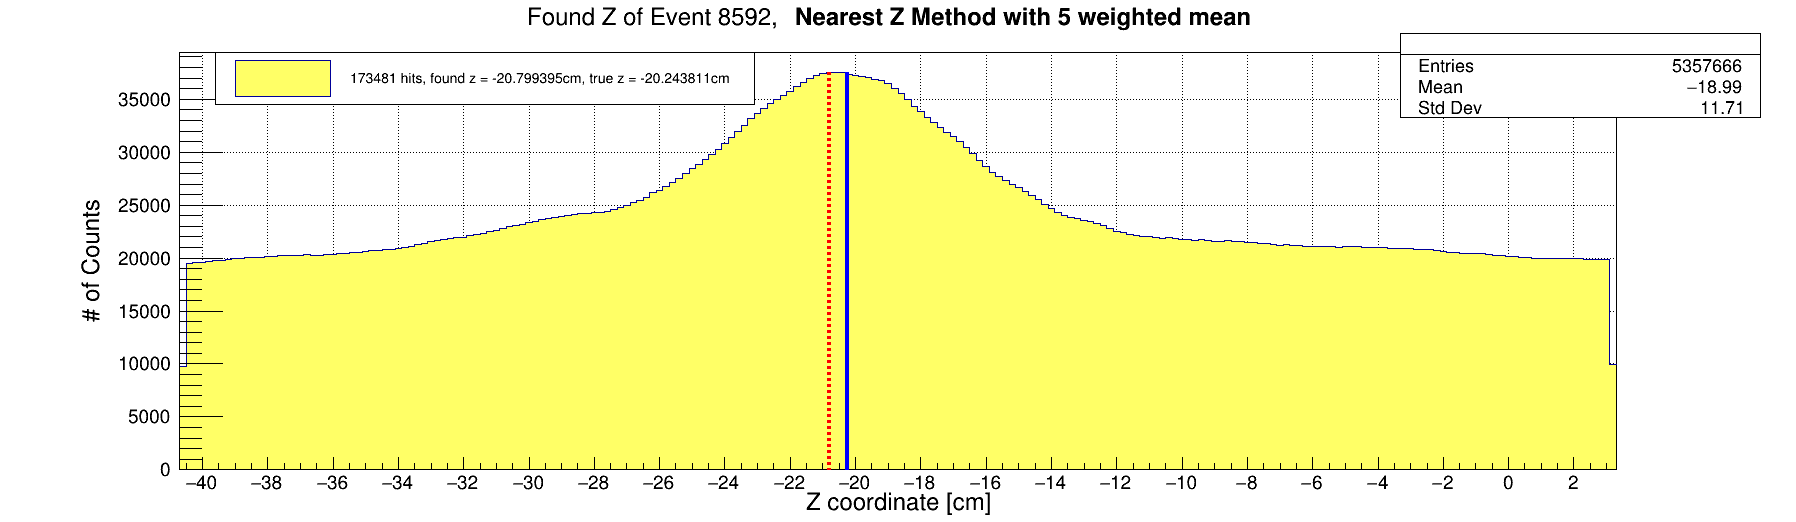 Found Z of Event 8592, Nearest Z Method with 5 weighted mean
173481 hits, found z = -20.799395cm, true z = -20.243811cm
Entries 5357666
Mean −18.99
Std Dev 11.71
# of Counts
35000
30000
25000
20000
15000
10000
5000
0
−40 −38 −36 −34 −32 −30 −28 −26 −24 −22 −20 −18 −16 −14 −12 −10 −8 −6 −4 −2 0 2
Z coordinate [cm]